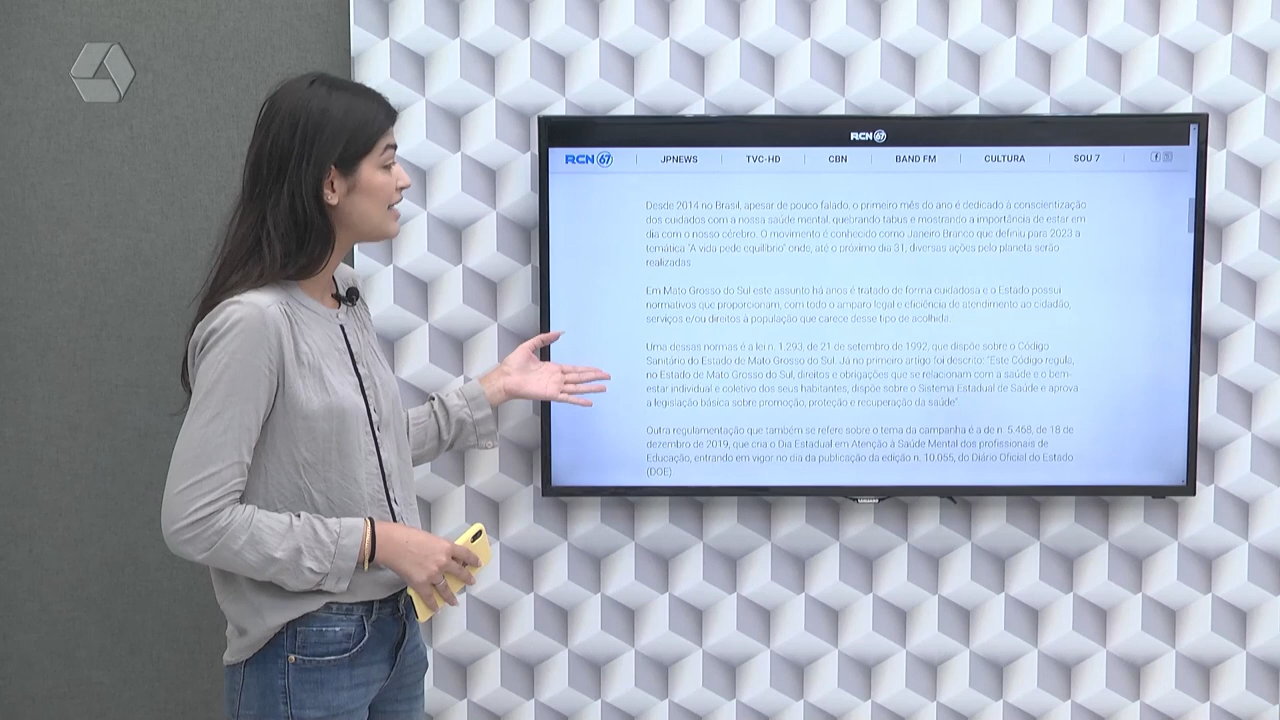 RCN 67
RCN 67 JPNEWS TVC-HD CBN BAND FM CULTURA SOU 7
Desde 2014 no Brasil, apesar de pouco falado, o primeiro mês do ano é dedicado à conscientização
dos cuidados com a nossa saúde mental, quebrando tabus e mostrando a importância de estar em
dia com o nosso cérebro. O movimento é conhecido como Janeiro Branco que definiu para 2023 a
temática "A vida pede equilíbrio" onde, até o próximo dia 31, diversas ações pelo planeta serão
realizadas.
Em Mato Grosso do Sul este assunto há anos é tratado de forma cuidadosa e o Estado possui
normativos que proporcionam, com todo o amparo legal e eficiência de atendimento ao cidadão,
serviços e/ou direitos à população que carece desse tipo de acolhida.
Uma dessas normas é a lei n. 1.293, de 21 de setembro de 1992, que dispõe sobre o Código
Sanitário do Estado de Mato Grosso do Sul. Já no primeiro artigo foi descrito: "Este Código regula,
no Estado de Mato Grosso do Sul, direitos e obrigações que se relacionam com a saúde e o bem-
estar individual e coletivo dos seus habitantes, dispõe sobre o Sistema Estadual de Saúde e aprova
a legislação básica sobre promoção, proteção e recuperação da saúde".
Outra regulamentação que também se refere sobre o tema da campanha é a de n. 5.468, de 18 de
dezembro de 2019, que cria o Dia Estadual em Atenção à Saúde Mental dos profissionais de
Educação, entrando em vigor no dia da publicação da edição n. 10.055, do Diário Oficial do Estado
(DOE).